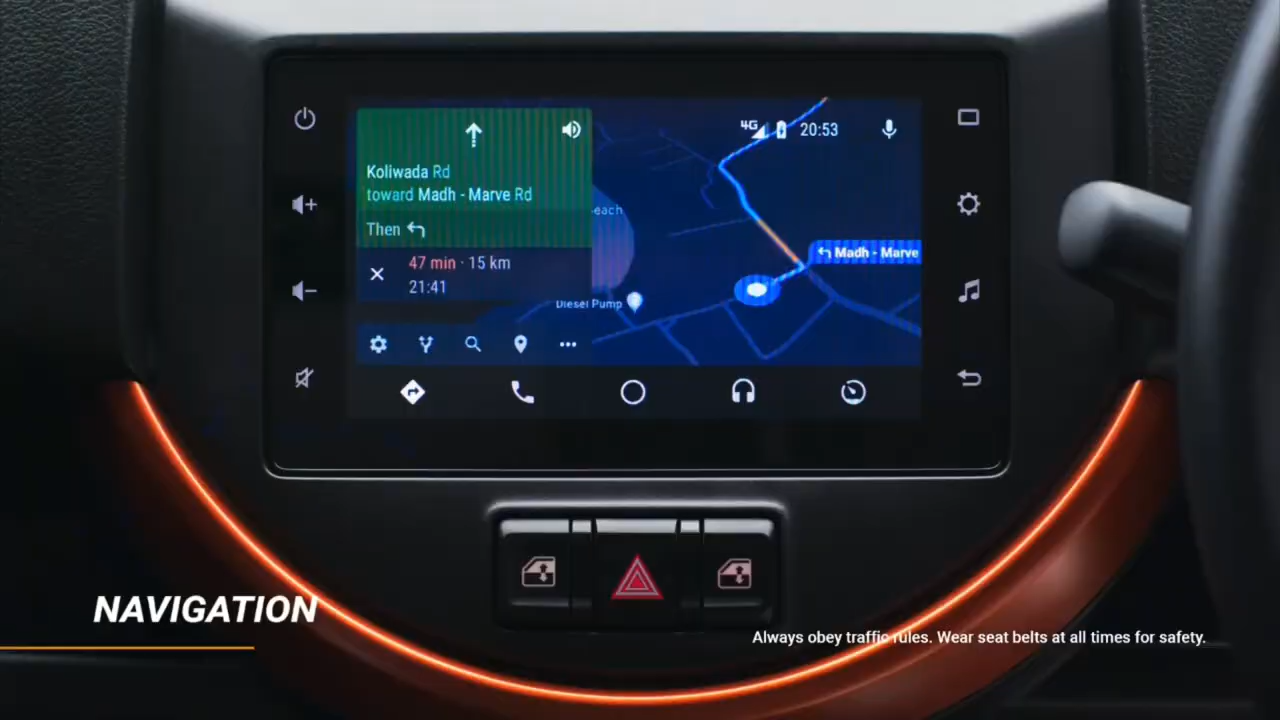 4G
20:53
Koliwada Rd
toward Madh - Marve Rd
Then
47 min · 15 km
21:41
each
Diesel Pump
Madh - Marve
NAVIGATION
Always obey traffic rules. Wear seat belts at all times for safety.